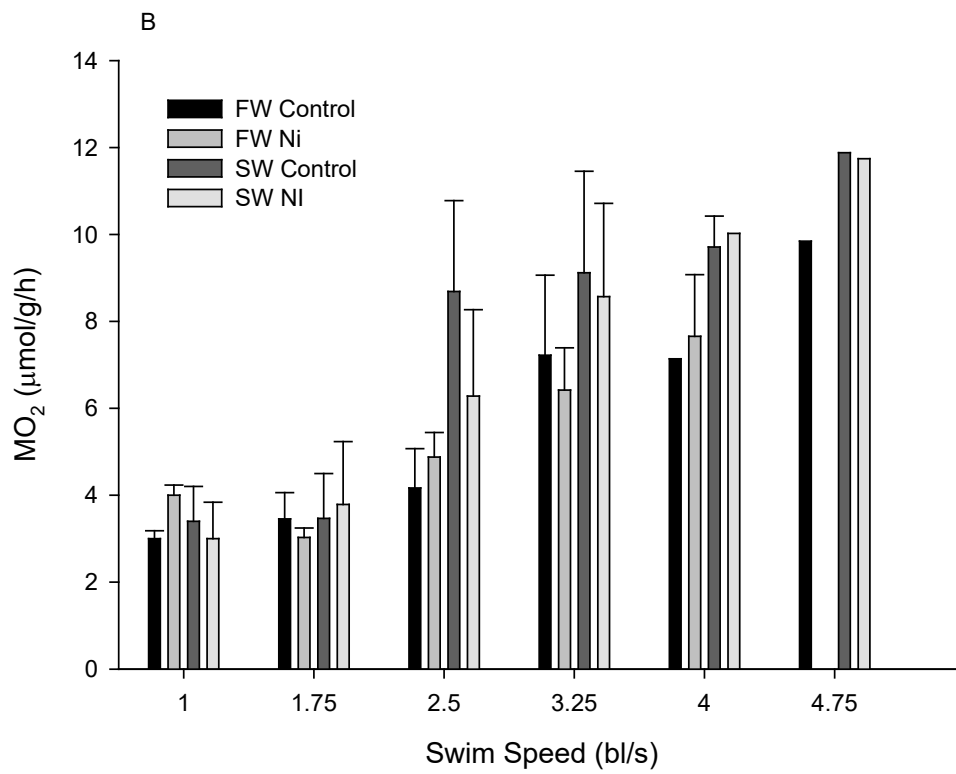 B
14
12
10
8
6
4
2
0
MO₂ (μmol/g/h)
FW Control
FW Ni
SW Control
SW NI
1 1.75 2.5 3.25 4 4.75
Swim Speed (bl/s)